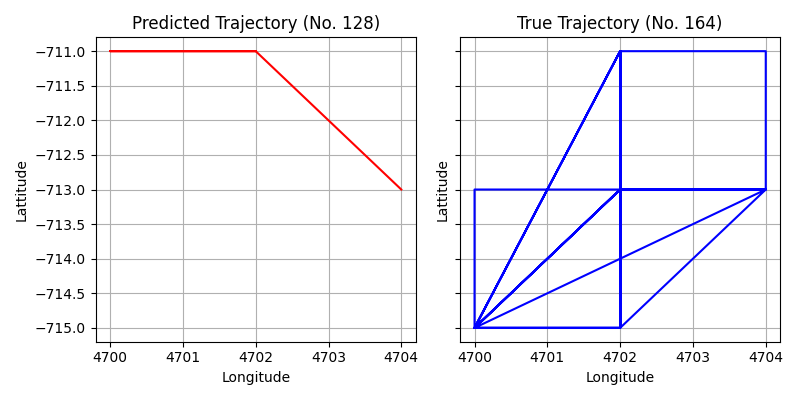 Predicted Trajectory (No. 128)
True Trajectory (No. 164)
−711.0
−711.5
−712.0
−712.5
−713.0
−713.5
−714.0
−714.5
−715.0
Lattitude
Lattitude
4700 4701 4702 4703 4704
4700 4701 4702 4703 4704
Longitude
Longitude